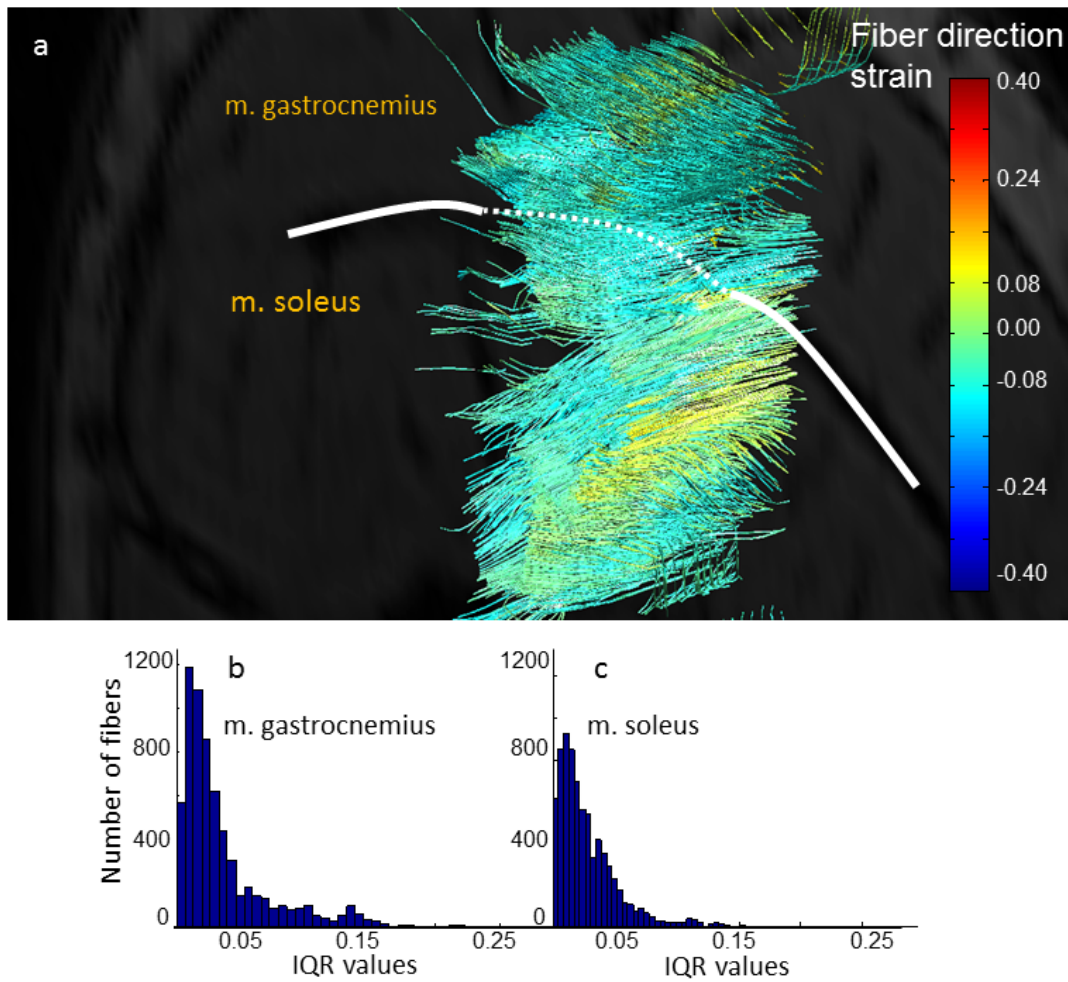 a
Fiber direction
strain
m. gastrocnemius
m. soleus
0.40
0.24
0.08
0.00
-0.08
-0.24
-0.40
b
m. gastrocnemius
Number of fibers
1200
800
400
0
0.05 0.15 0.25
IQR values
c
m. soleus
1200
800
400
0
0.05 0.15 0.25
IQR values